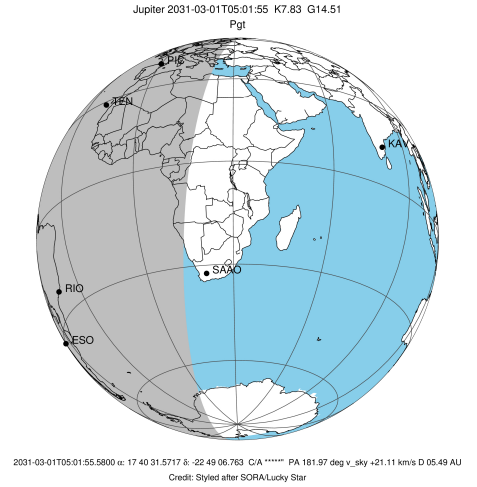 Jupiter 2031-03-01T05:01:55 K7.83 G14.51
Pgt
PIC
TEN
KAV
SAAO
RIO
ESO
2031-03-01T05:01:55.5800 α: 17 40 31.5717 δ: -22 49 06.763 C/A *****" PA 181.97 deg v_sky +21.11 km/s D 05.49 AU
Credit: Styled after SORA/Lucky Star